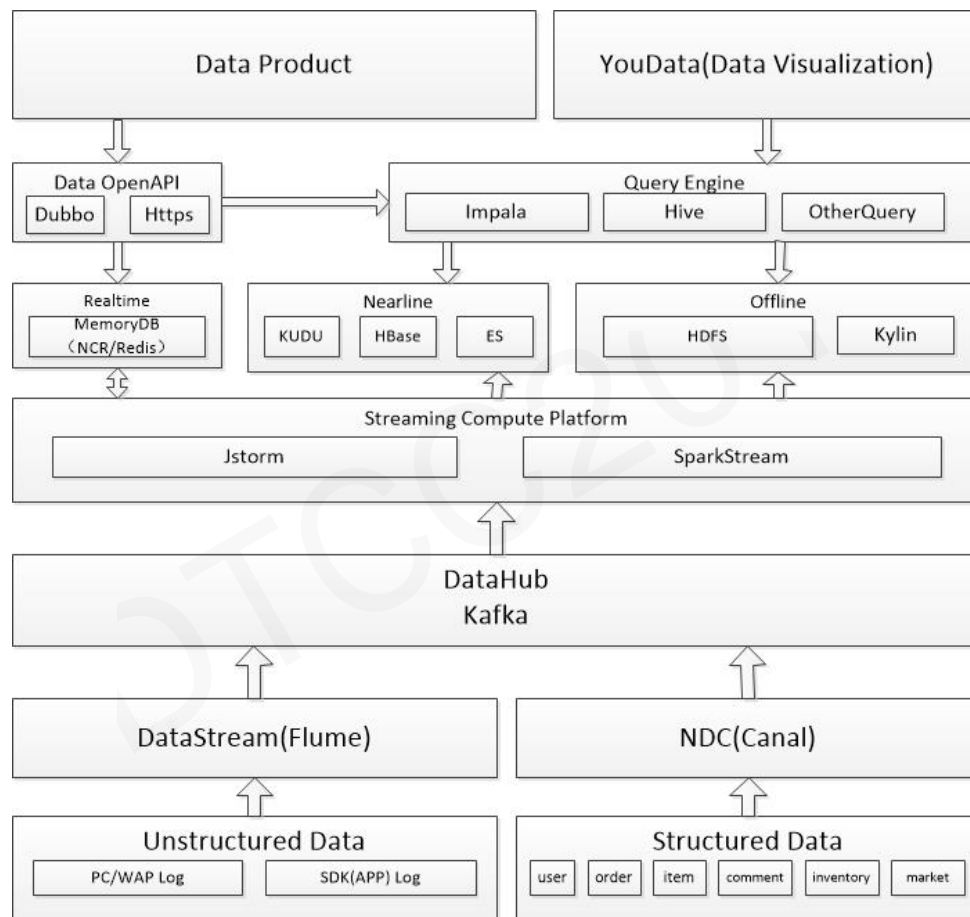 Data Product
YouData(Data Visualization)
Data OpenAPI
Dubbo
Https
Query Engine
Impala
Hive
OtherQuery
Realtime
MemoryDB
（NCR/Redis）
Nearline
KUDU
HBase
ES
Offline
HDFS
Kylin
Streaming Compute Platform
Jstorm
SparkStream
DataHub
Kafka
DataStream(Flume)
NDC(Canal)
Unstructured Data
PC/WAP Log
SDK(APP) Log
Structured Data
user
order
item
comment
inventory
market